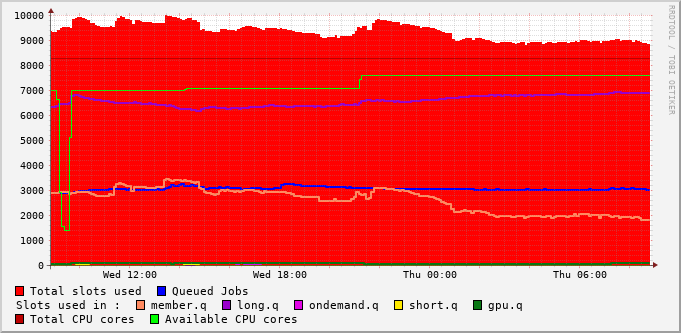 10000
9000
8000
7000
6000
5000
4000
3000
2000
1000
0
Wed 12:00 Wed 18:00 Thu 00:00 Thu 06:00
Total slots used Queued Jobs
Slots used in : member.q long.q ondemand.q short.q gpu.q
Total CPU cores Available CPU cores
RRDTOOL / TOBI OETIKER